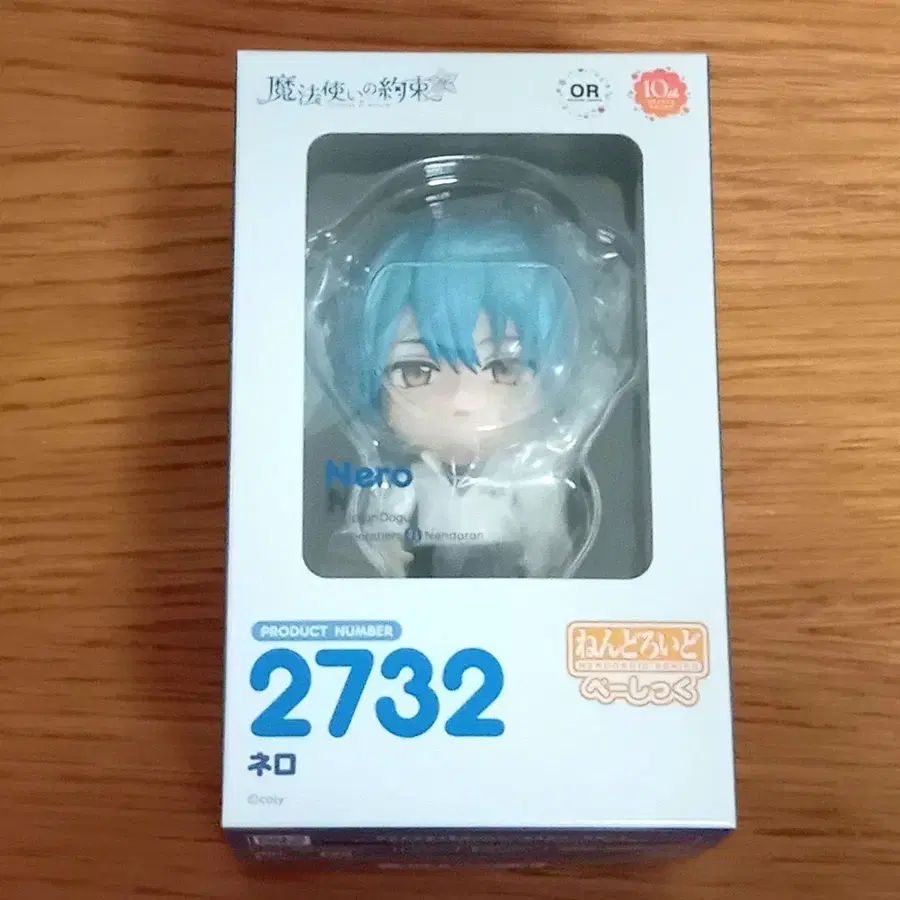 魔法使いの約束
OR
10th
Nero
Nendoron
PRODUCT NUMBER
2732
ネロ
ねんどろいど
NENDOROID SERIES
べーしっく
©coly